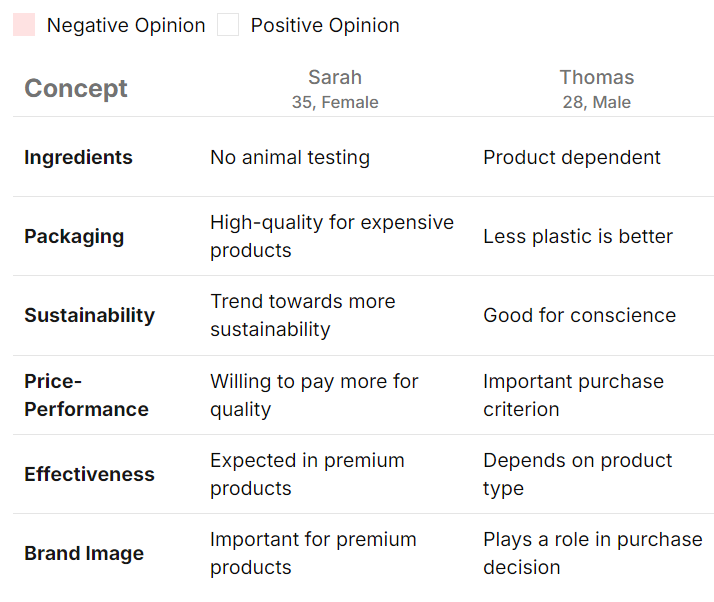 Negative Opinion Positive Opinion
Concept Sarah Thomas
35, Female 28, Male
Ingredients No animal testing Product dependent
Packaging High-quality for expensive products Less plastic is better
Sustainability Trend towards more sustainability Good for conscience
Price-Performance Willing to pay more for quality Important purchase criterion
Effectiveness Expected in premium products Depends on product type
Brand Image Important for premium products Plays a role in purchase decision